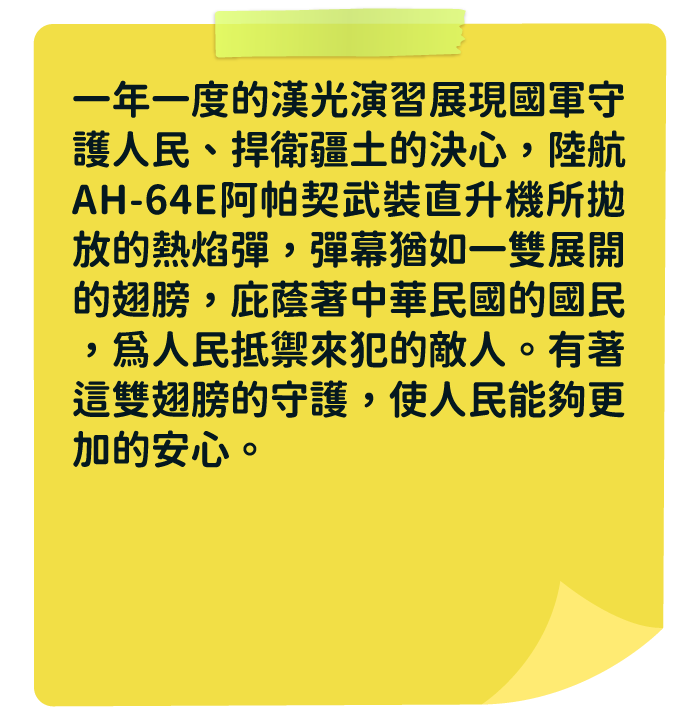 一年一度的漢光演習展現國軍守
護人民、捍衛疆土的決心，陸航
AH-64E阿帕契武裝直升機所拋
放的熱焰彈，彈幕猶如一雙展開
的翅膀，庇蔭著中華民國的國民
，爲人民抵禦來犯的敵人。有著
這雙翅膀的守護，使人民能夠更
加的安心。